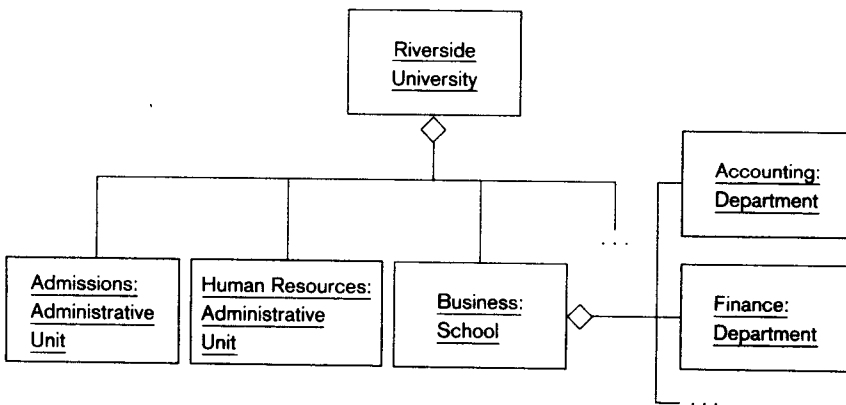 Riverside
University
Accounting:
Department
. . .
Admissions:
Administrative
Unit
Human Resources:
Administrative
Unit
Business:
School
Finance:
Department
. . .